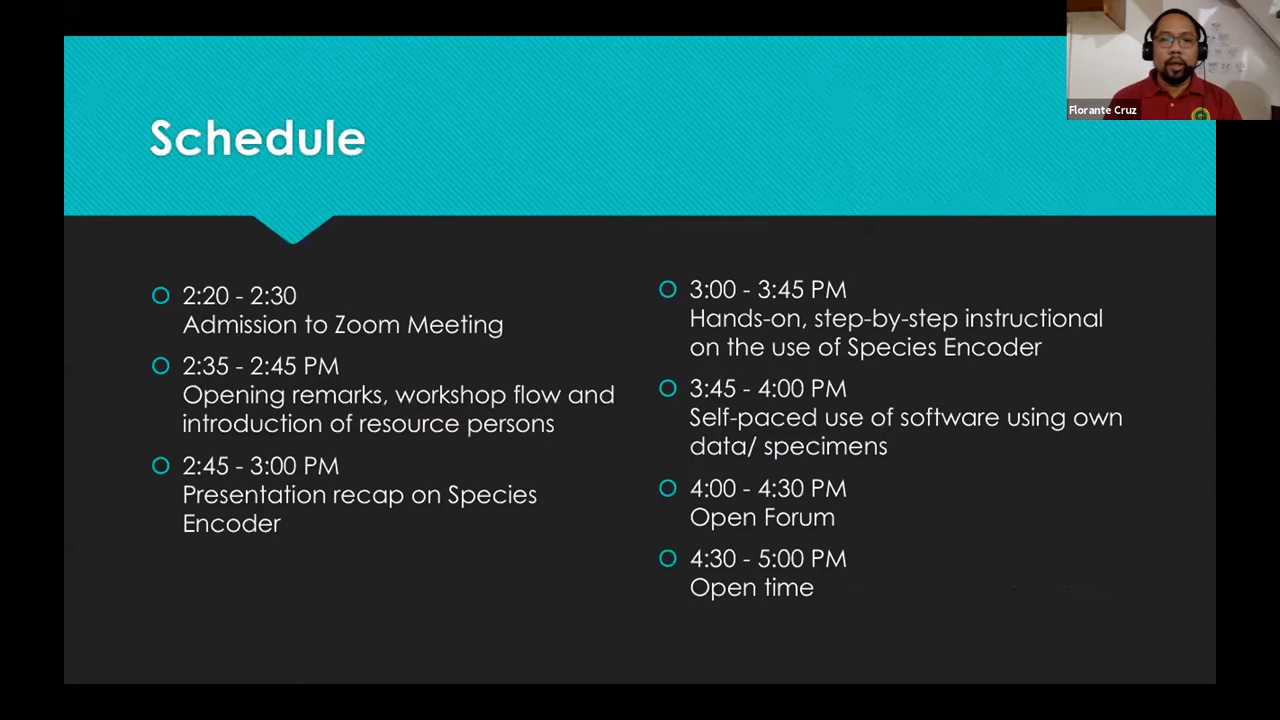 Florante Cruz
Schedule
2:20 - 2:30
Admission to Zoom Meeting
2:35 - 2:45 PM
Opening remarks, workshop flow and
introduction of resource persons
2:45 - 3:00 PM
Presentation recap on Species
Encoder
3:00 - 3:45 PM
Hands-on, step-by-step instructional
on the use of Species Encoder
3:45 - 4:00 PM
Self-paced use of software using own
data/ specimens
4:00 - 4:30 PM
Open Forum
4:30 - 5:00 PM
Open time